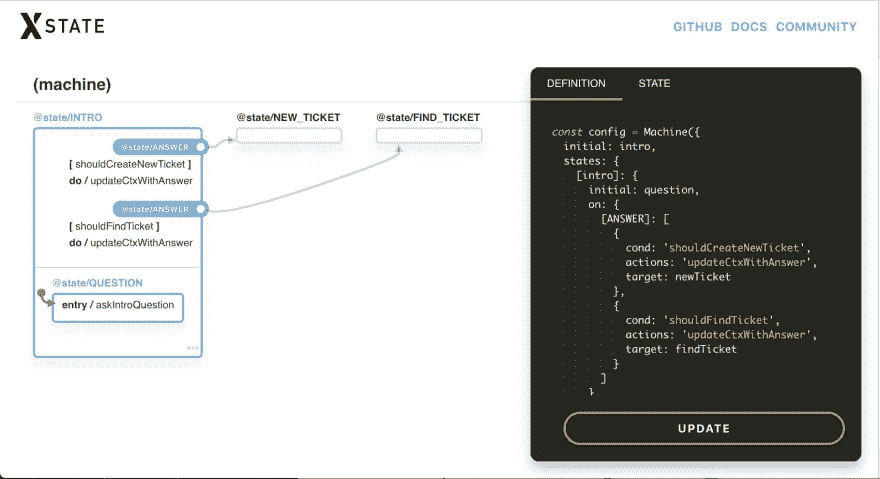 XSTATE
GITHUB DOCS COMMUNITY
(machine)
@state/INTRO
@state/ANSWER
[ shouldCreateNewTicket ]
do / updateCtxWithAnswer
@state/ANSWER
[ shouldFindTicket ]
do / updateCtxWithAnswer
@state/QUESTION
entry / askIntroQuestion
@state/NEW_TICKET
@state/FIND_TICKET
DEFINITION STATE
const config = Machine({
initial: intro,
states: {
[intro]: {
initial: question,
on: {
[ANSWER]: [
{
cond: 'shouldCreateNewTicket',
actions: 'updateCtxWithAnswer',
target: newTicket
},
{
cond: 'shouldFindTicket',
actions: 'updateCtxWithAnswer',
target: findTicket
}
]
}
UPDATE